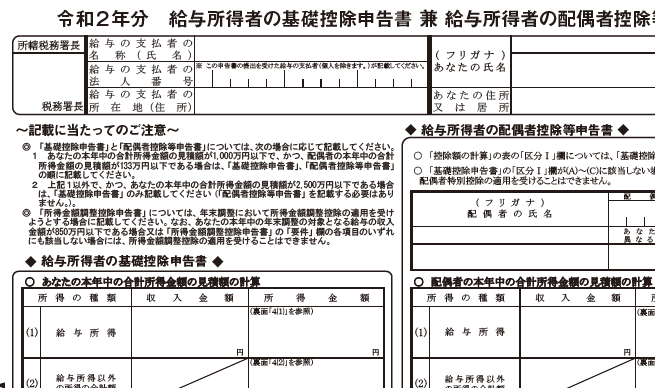 令和2年分 給与所得者の基礎控除申告書 兼 給与所得者の配偶者控除
所轄税務署長
税務署長
給与の支払者の
名称(氏名)
給与の支払者の
法人番号
※ この申告書の提出を受けた給与の支払者(個人を除きます。)が記載してください。
給与の支払者の
所在地(住所)
(フリガナ)
あなたの氏名
あなたの住所
又は居所
~記載に当たってのご注意~
◎ 「基礎控除申告書」と「配偶者控除等申告書」については、次の場合に応じて記載してください。
1 あなたの本年中の合計所得金額の見積額が1,000万円以下で、かつ、配偶者の本年中の合計
所得金額の見積額が133万円以下である場合は、「基礎控除申告書」、「配偶者控除等申告書」
の順に記載してください。
2 上記1以外で、かつ、あなたの本年中の合計所得金額の見積額が2,500万円以下である場合
は、「基礎控除申告書」のみ記載してください(「配偶者控除等申告書」を記載する必要はあり
ません。)。
◎ 「所得金額調整控除申告書」については、年末調整において所得金額調整控除の適用を受け
ようとする場合に記載してください。なお、あなたの本年中の年末調整の対象となる給与の収入
金額が850万円以下である場合又は「所得金額調整控除申告書」の「要件」欄の各項目のいずれ
にも該当しない場合には、所得金額調整控除の適用を受けることはできません。
◆ 給与所得者の基礎控除申告書 ◆
○ あなたの本年中の合計所得金額の見積額の計算
所得の種類 収入金額 所得金額
(1) 給与所得 円 (裏面「4(1)」を参照) 円
(2) 給与所得以外
の所得の合計額 (裏面「4(2)」を参照)
◆ 給与所得者の配偶者控除等申告書 ◆
○ 「控除額の計算」の表の「区分Ⅰ」欄については、「基礎控
○ 「基礎控除申告書」の「区分Ⅰ」欄が(A)~(C)に該当しない場
配偶者特別控除の適用を受けることはできません。
(フリガナ)
配偶者の氏名
配 偶
あなた
異なる
○ 配偶者の本年中の合計所得金額の見積額の計算
所得の種類 収入金額
(1) 給与所得 円 (裏面
(2) 給与所得以外
の所得の合計額 (裏面